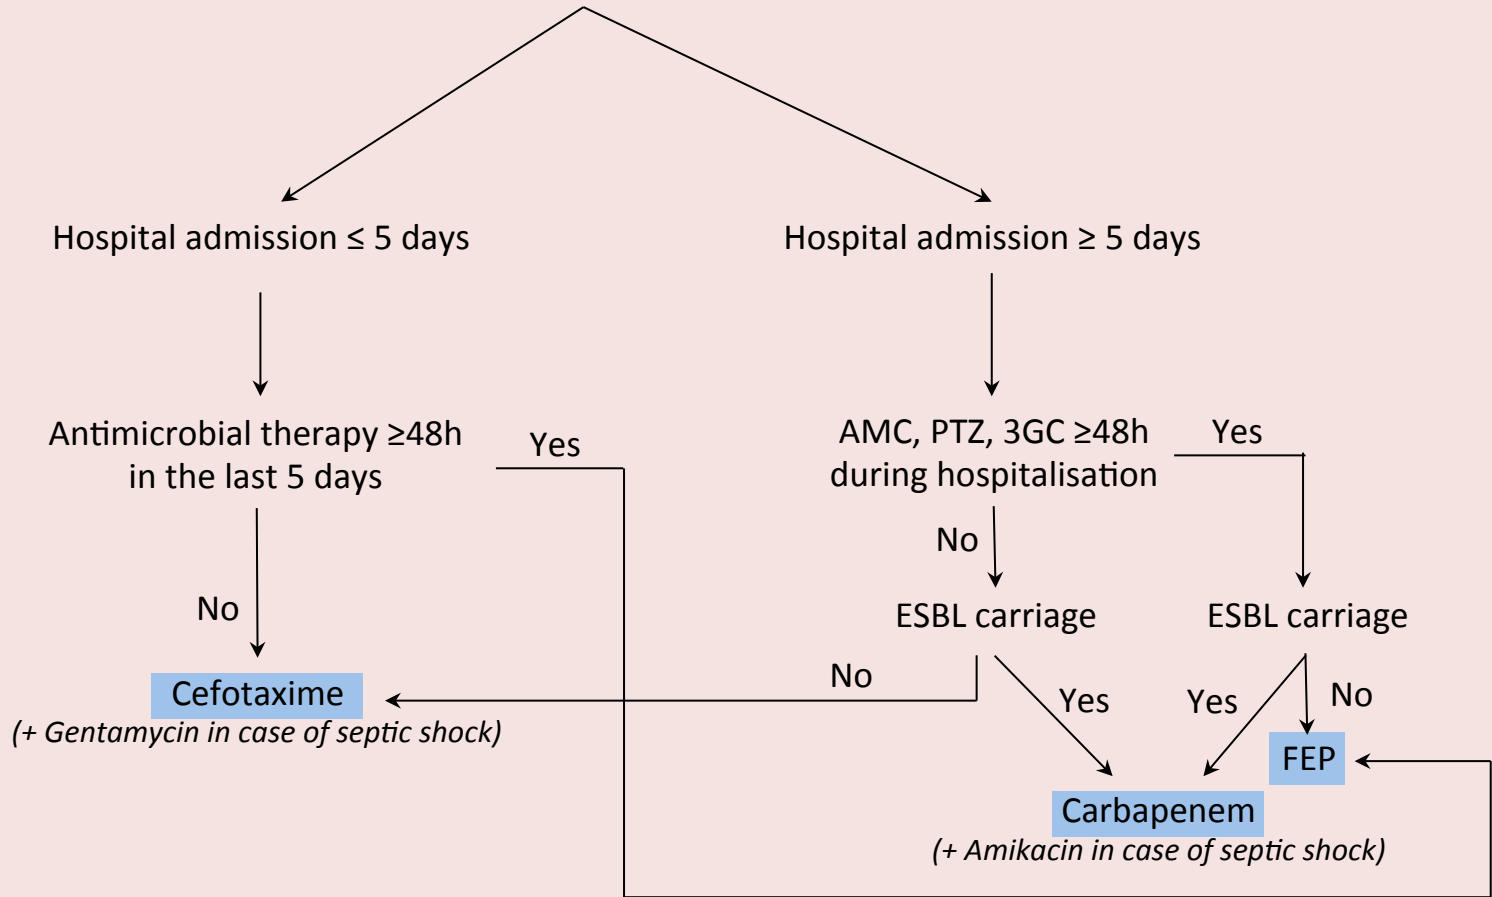 Hospital admission ≤ 5 days
Hospital admission ≥ 5 days
Antimicrobial therapy ≥48h
in the last 5 days
Yes
AMC, PTZ, 3GC ≥48h
during hospitalisation
Yes
No
No
ESBL carriage
ESBL carriage
No
Yes
Yes
No
Cefotaxime
(+ Gentamycin in case of septic shock)
FEP
Carbapenem
(+ Amikacin in case of septic shock)